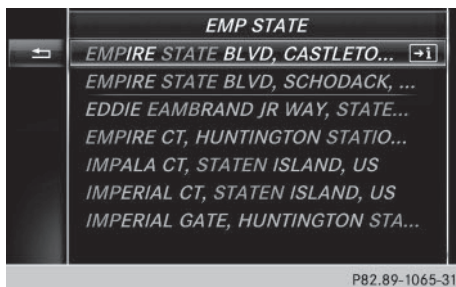 EMP STATE
EMPIRE STATE BLVD, CASTLETO... →i
EMPIRE STATE BLVD, SCHODACK, ...
EDDIE EAMBRAND JR WAY, STATE...
EMPIRE CT, HUNTINGTON STATIO...
IMPALA CT, STATEN ISLAND, US
IMPERIAL CT, STATEN ISLAND, US
IMPERIAL GATE, HUNTINGTON STA...
P82.89-1065-31